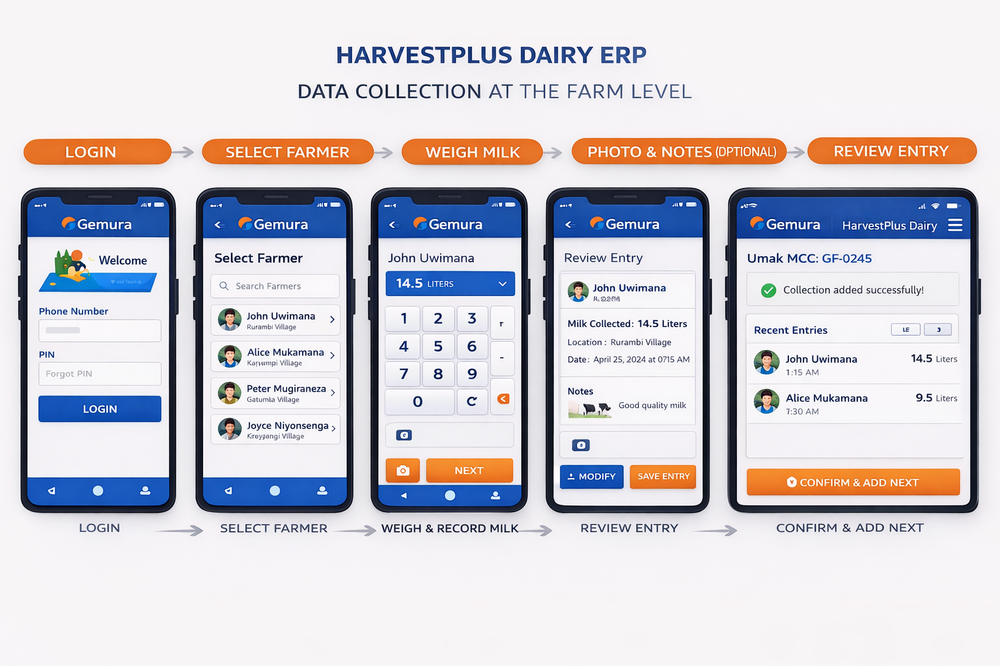 HARVESTPLUS DAIRY ERP
DATA COLLECTION AT THE FARM LEVEL
LOGIN
SELECT FARMER
WEIGH MILK
PHOTO & NOTES (DPTIONAL)
REVIEW ENTRY
Gemura
Welcome
Phone Number
PIN
Forgot PIN
LOGIN
Gemura
Select Farmer
Search Farmers
John Uwimana
Rurambi Village
Alice Mukamana
Village
Peter Mugiraneza
Gatumia Village
Joyce Niyonsenga
Village
Gemura
John Uwimana
14.5 LITERS
1 2 3 r
4 5 6 -
7 8 9
0
NEXT
Gemura
Review Entry
John Uwimana
Milk Collected: 14.5 Liters
Location : Rurambi Village
Date: April 25, 2024 at 0715 AM
Notes
Good quality milk
MODIFY
SAVE ENTRY
Gemura
HarvestPlus Dairy
Umak MCC: GF-0245
Collection added successfully!
Recent Entries
LE
J
John Uwimana
14.5 Liters
1:15 AM
Alice Mukamana
9.5 Liters
7:30 AM
CONFIRM & ADD NEXT
LOGIN
SELECT FARMER
WEIGH & RECORD MILK
REVIEW ENTRY
CONFIRM & ADD NEXT